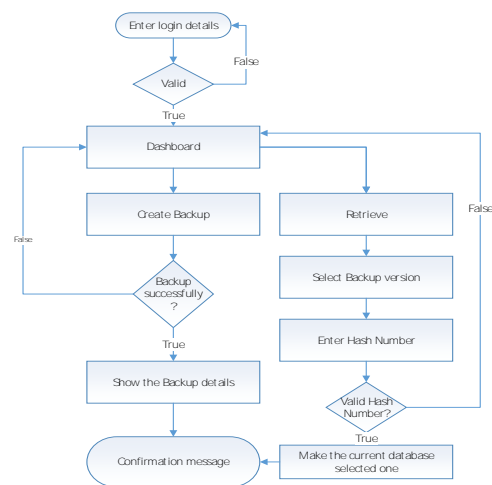 Enter login details
False
Valid
True
Dashboard
Create Backup
Retrieve
False
False
Select Backup version
Backup
successfully
?
Enter Hash Number
True
Show the Backup details
Valid Hash
Number?
True
Confirmation message
Make the current database
selected one